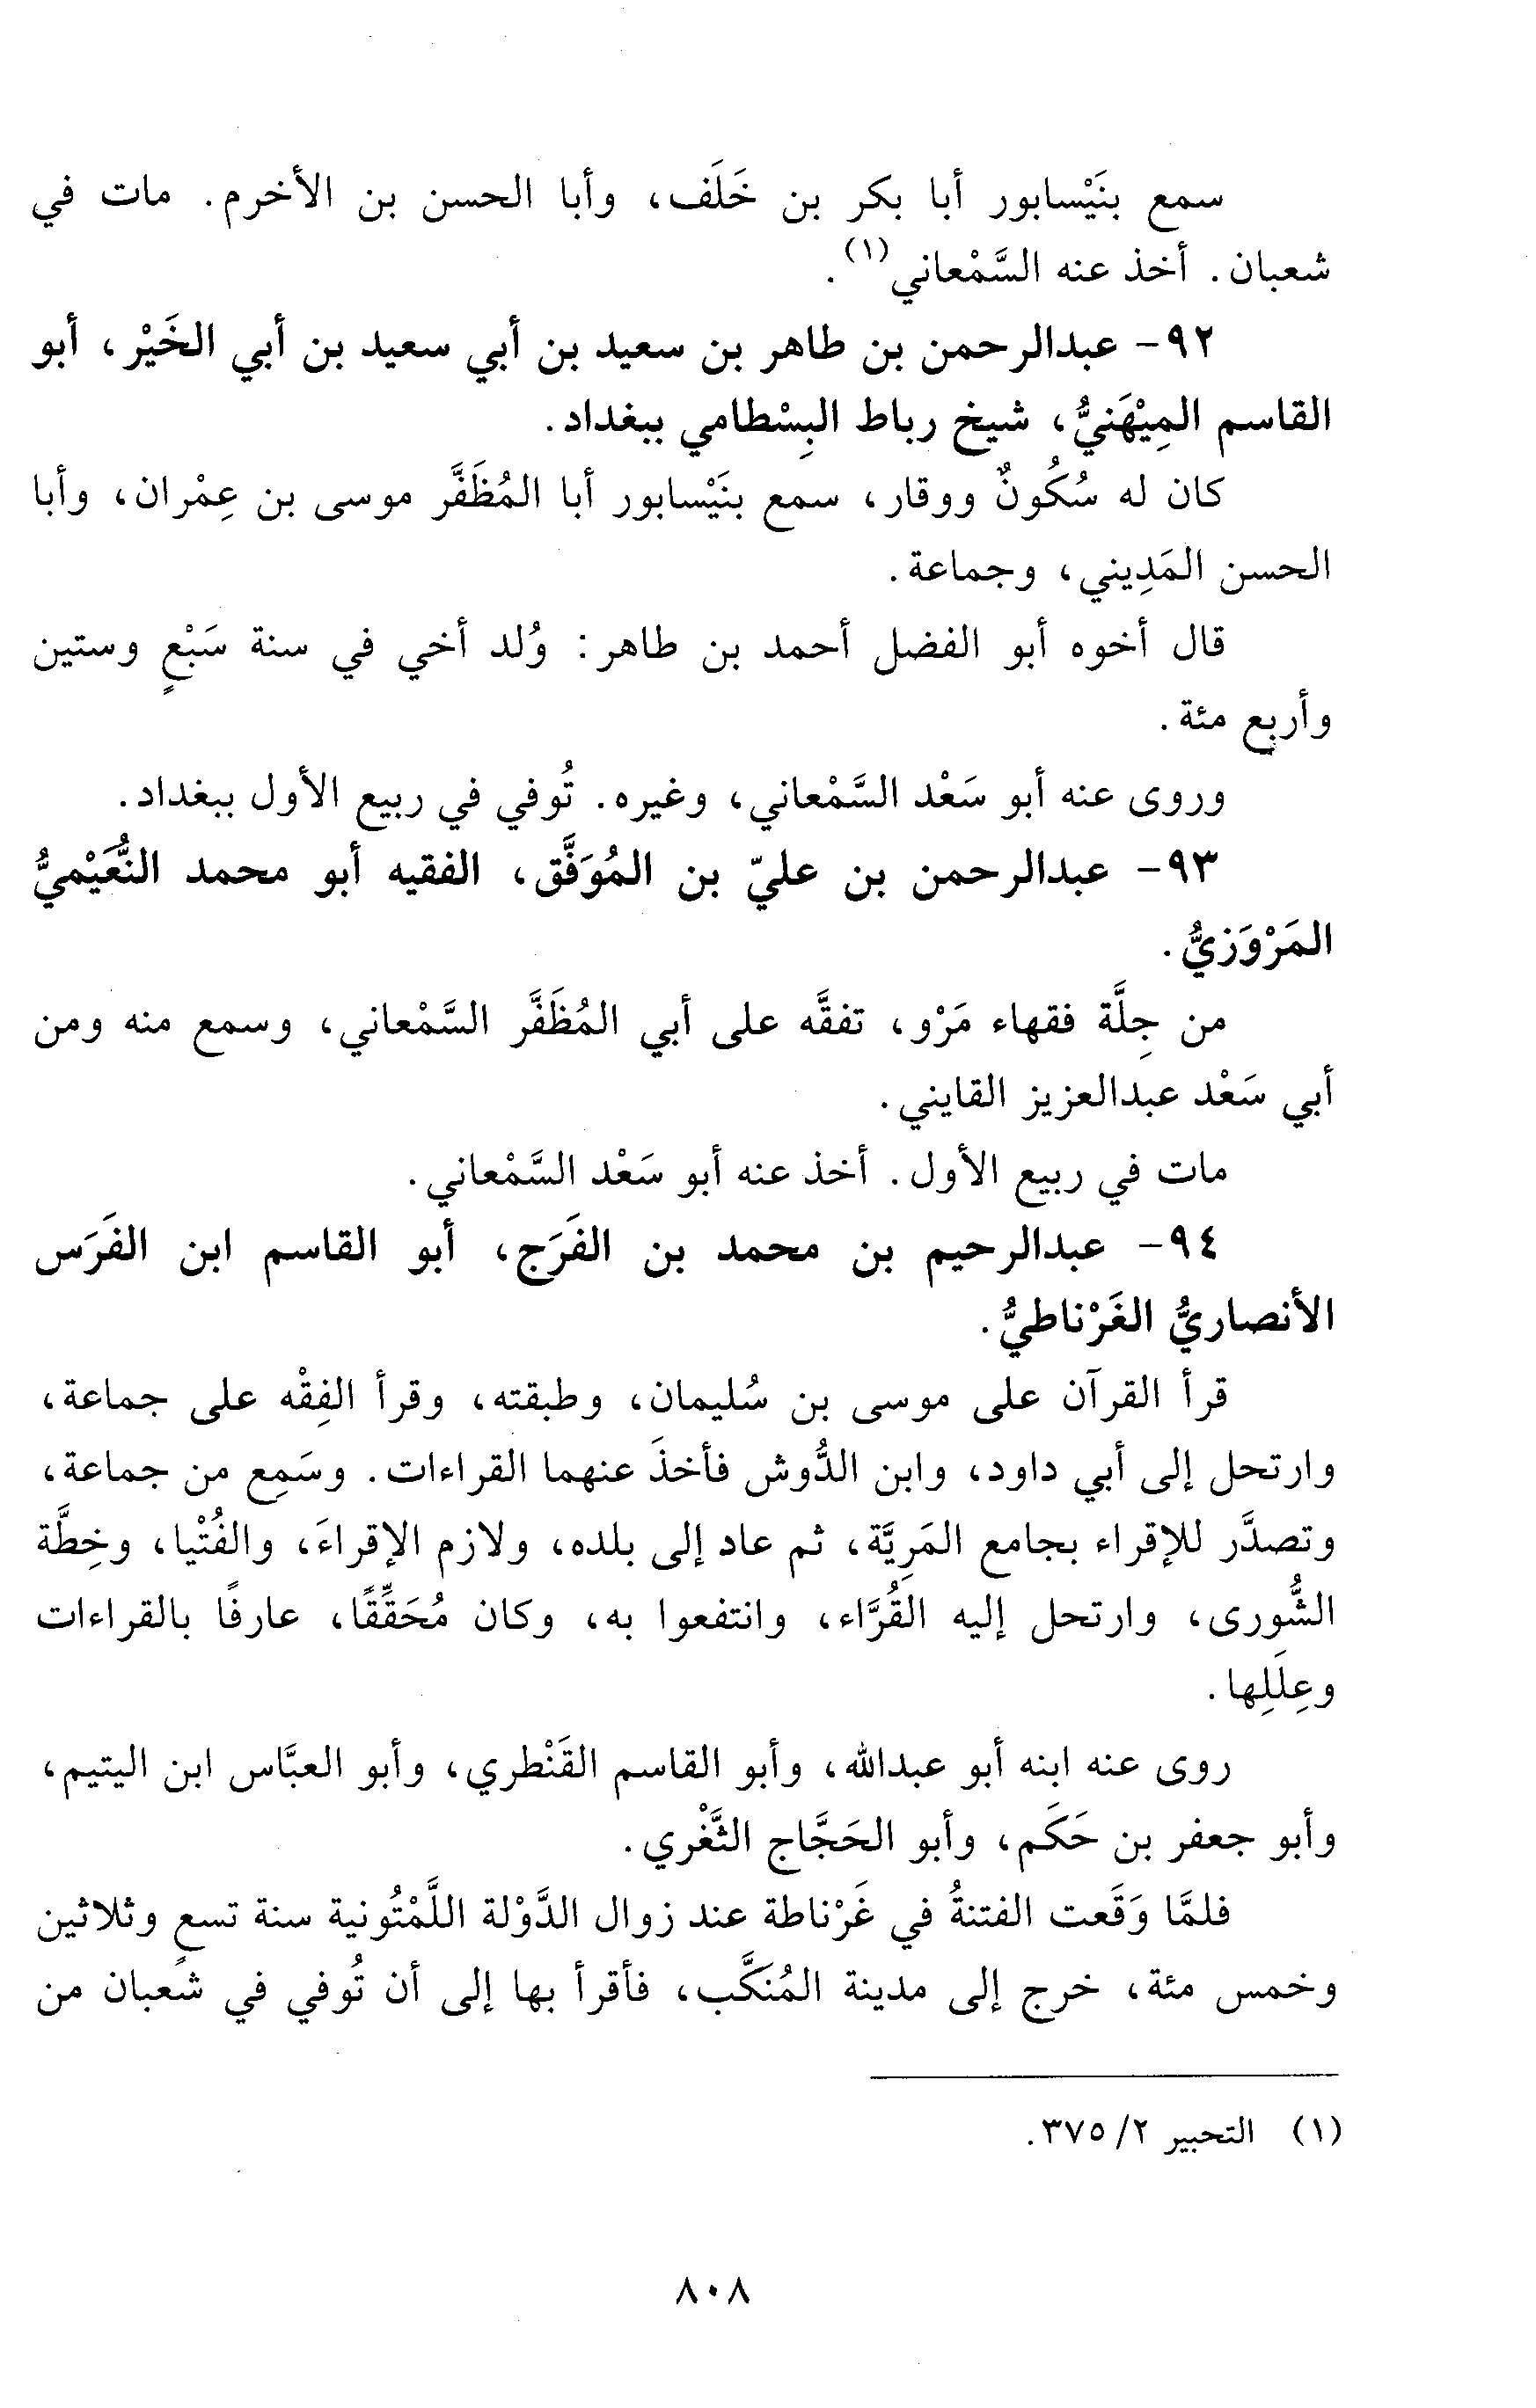 سمع بنَيْسابور أبا بكر بن خَلَف، وأبا الحسن بن الأخرم. مات في
شعبان. أخذ عنه السَّمْعاني(١).
٩٢- عبدالرحمن بن طاهر بن سعيد بن أبي سعيد بن أبي الخَيْر، أبو
القاسم المِيْهَنيُّ، شيخ رباط البِسْطامي ببغداد.
كان له سُكُونٌ ووقار، سمع بنَيْسابور أبا المُظَفَّر موسى بن عِمْران، وأبا
الحسن المَدِيني، وجماعة.
قال أخوه أبو الفضل أحمد بن طاهر: وُلد أخي في سنة سَبْعٍ وستين
وأربع مئة.
وروى عنه أبو سَعْد السَّمْعاني، وغيره. تُوفي في ربيع الأول ببغداد.
٩٣- عبدالرحمن بن عليّ بن المُوَفَّق، الفقيه أبو محمد النُّعَيْميُّ
المَرْوَزيُّ.
من جِلَّة فقهاء مَرْو، تفقَّه على أبي المُظَفَّر السَّمْعاني، وسمع منه ومن
أبي سَعْد عبدالعزيز القايني.
مات في ربيع الأول. أخذ عنه أبو سَعْد السَّمْعاني.
٩٤- عبدالرحيم بن محمد بن الفَرَج، أبو القاسم ابن الفَرَس
الأنصاريُّ الغَرْناطيُّ.
قرأ القرآن على موسى بن سُليمان، وطبقته، وقرأ الفِقْه على جماعة،
وارتحل إلى أبي داود، وابن الدُّوش فأخذَ عنهما القراءات. وسَمِع من جماعة،
وتصدَّر للإقراء بجامع المَرِيَّة، ثم عاد إلى بلده، ولازم الإقراءَ، والفُتْيا، وخِطَّة
الشُّورى، وارتحل إليه القُرَّاء، وانتفعوا به، وكان مُحَقِّقًا، عارفًا بالقراءات
وعِلَلِها.
روى عنه ابنه أبو عبدالله، وأبو القاسم القَنْطري، وأبو العبَّاس ابن اليتيم،
وأبو جعفر بن حَكَم، وأبو الحَجَّاج الثَّغْري.
فلمَّا وَقَعت الفتنةُ في غَرْناطة عند زوال الدَّوْلة اللَّمْتُونية سنة تسعٍ وثلاثين
وخمس مئة، خرج إلى مدينة المُنكَّب، فأقرأ بها إلى أن تُوفي في شعبان من
(١) التحبير ٢/ ٣٧٥.
٨٠٨